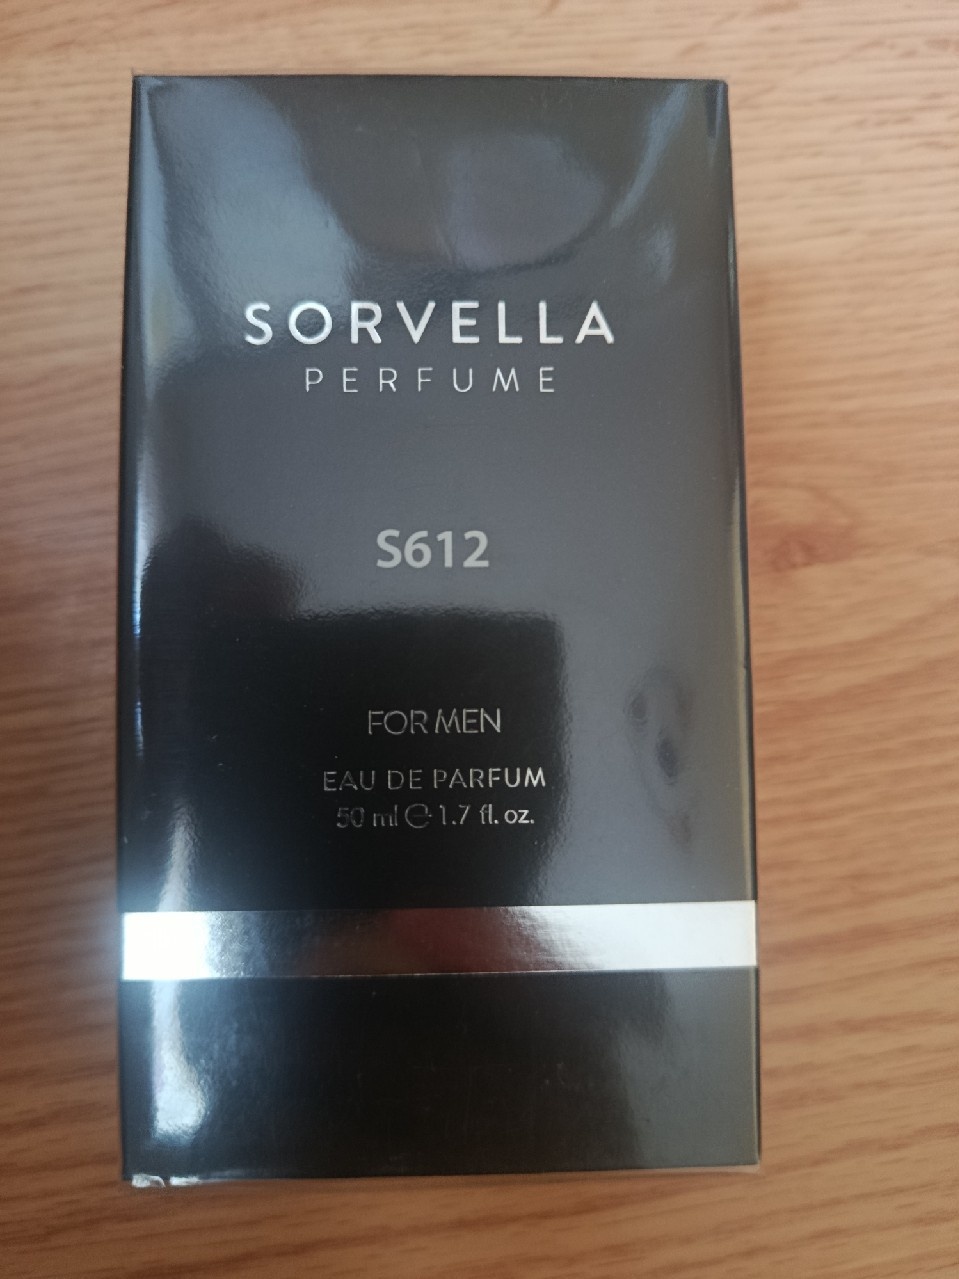 SORVELLA
PERFUME
S612
FOR MEN
EAU DE PARFUM
50 ml ℮ 1.7 fl. oz.